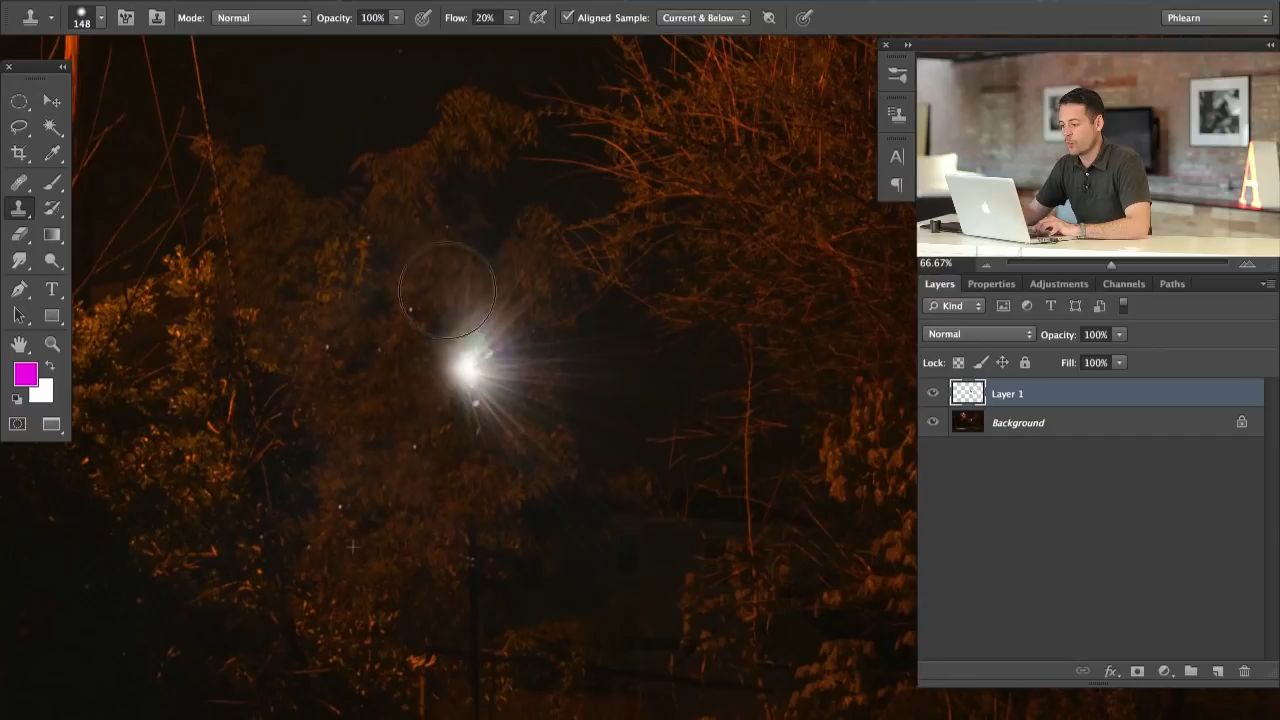 148 Mode: Normal Opacity: 100% Flow: 20% Aligned Sample: Current & Below Phlearn
A
T
A
66.67%
Layers Properties Adjustments Channels Paths
Kind T
Normal Opacity: 100%
Lock: Fill: 100%
Layer 1
Background
fx